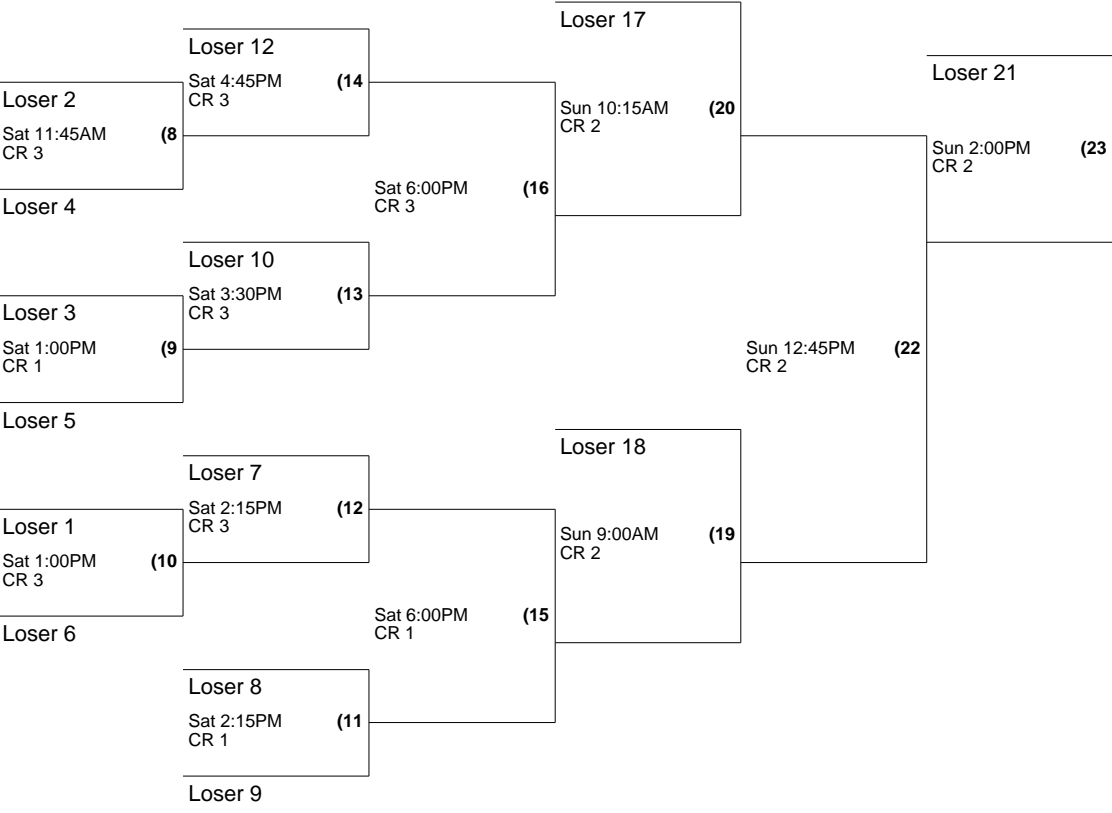 Loser 17
Loser 12
Sat 4:45PM (14
CR 3
Loser 21
Loser 2
Sat 11:45AM (8
CR 3
Sun 10:15AM (20
CR 2
Sun 2:00PM (23
CR 2
Loser 4
Sat 6:00PM (16
CR 3
Loser 10
Sat 3:30PM (13
CR 3
Loser 3
Sat 1:00PM (9
CR 1
Sun 12:45PM (22
CR 2
Loser 5
Loser 18
Loser 7
Sat 2:15PM (12
CR 3
Loser 1
Sat 1:00PM (10
CR 3
Sun 9:00AM (19
CR 2
Loser 6
Sat 6:00PM (15
CR 1
Loser 8
Sat 2:15PM (11
CR 1
Loser 9